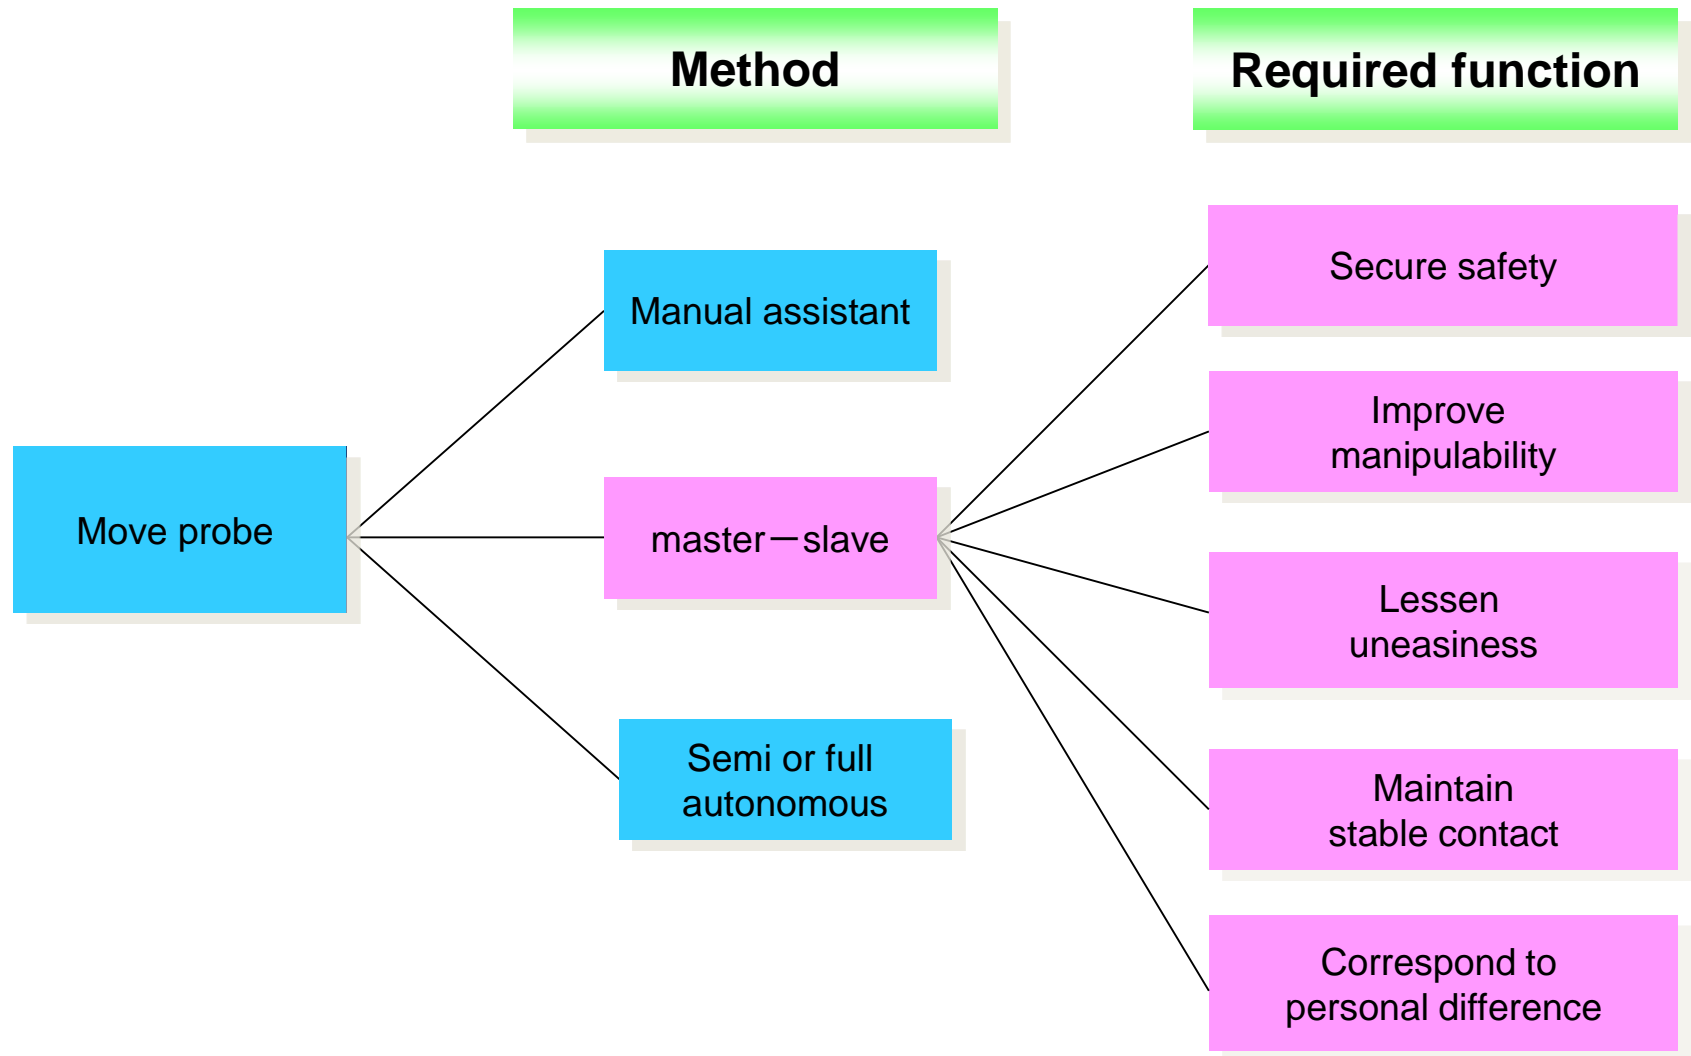 Method
Required function
Move probe
Manual assistant
master－slave
Semi or full
autonomous
Secure safety
Improve
manipulability
Lessen
uneasiness
Maintain
stable contact
Correspond to
personal difference